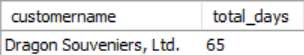 customername total_days
Dragon Souveniers, Ltd. 65